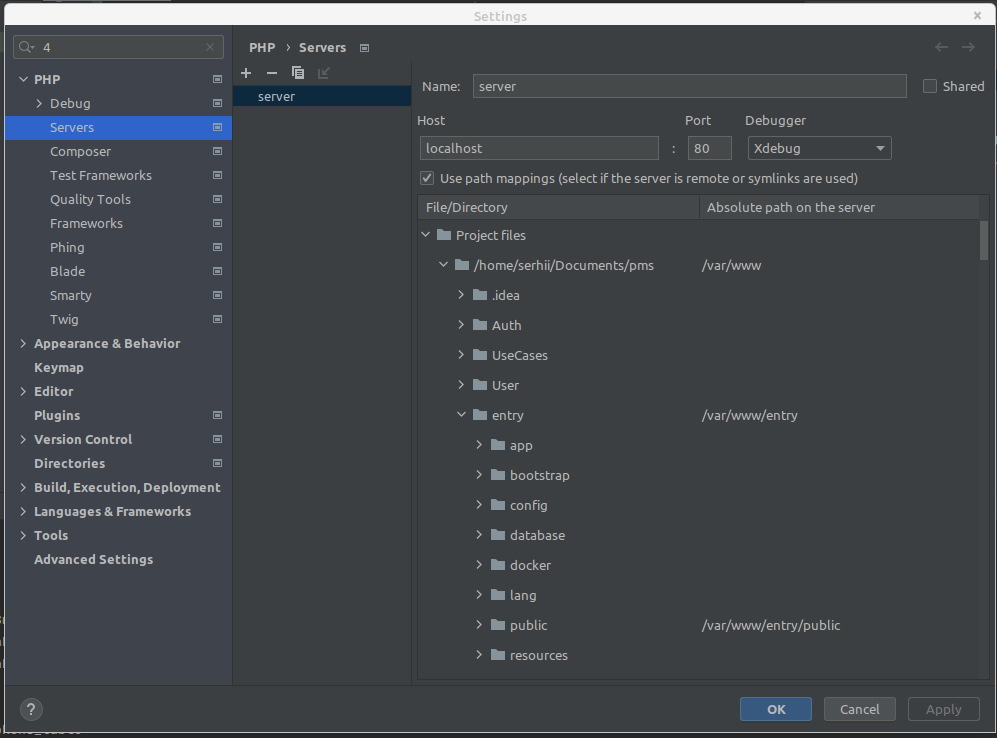 Settings
4
PHP
Debug
Servers
Composer
Test Frameworks
Quality Tools
Frameworks
Phing
Blade
Smarty
Twig
Appearance & Behavior
Keymap
Editor
Plugins
Version Control
Directories
Build, Execution, Deployment
Languages & Frameworks
Tools
Advanced Settings
PHP › Servers
server
Name: server Shared
Host Port Debugger
localhost : 80 Xdebug
Use path mappings (select if the server is remote or symlinks are used)
File/Directory Absolute path on the server
Project files
/home/serhii/Documents/pms /var/www
.idea
Auth
UseCases
User
entry /var/www/entry
app
bootstrap
config
database
docker
lang
public /var/www/entry/public
resources
? OK Cancel Apply